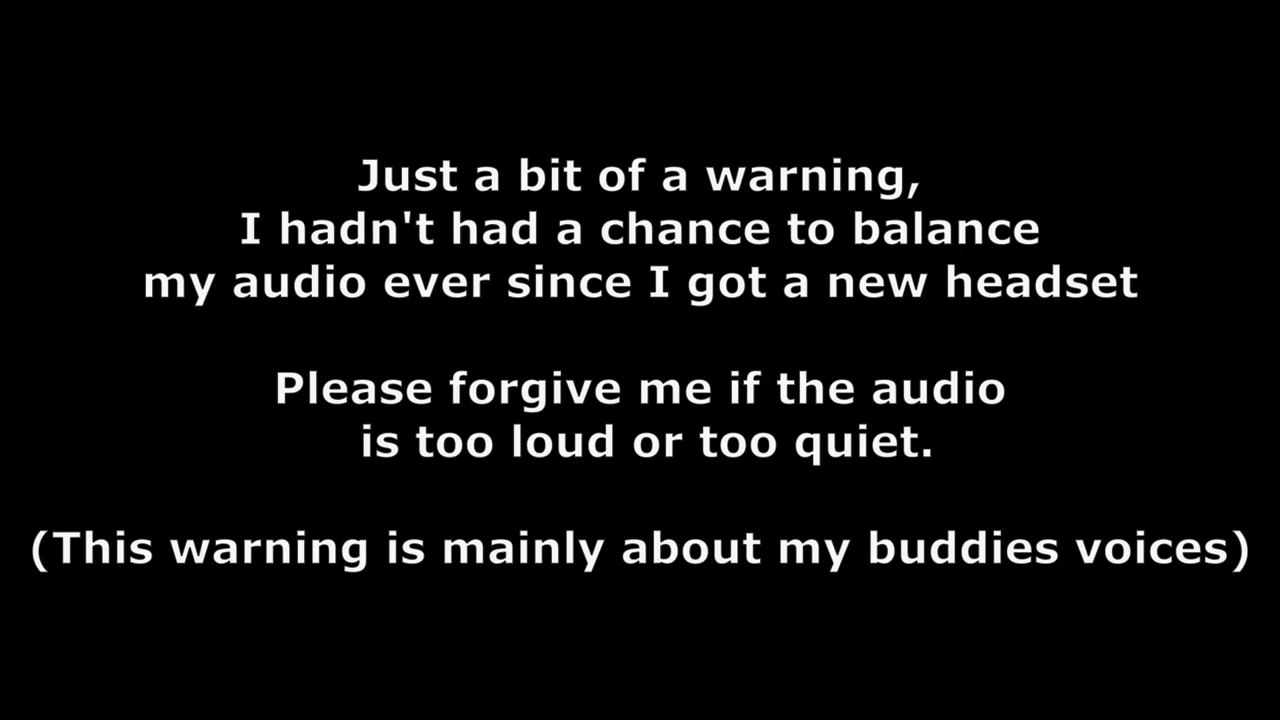 Just a bit of a warning,
I hadn't had a chance to balance
my audio ever since I got a new headset
Please forgive me if the audio
is too loud or too quiet.
(This warning is mainly about my buddies voices)